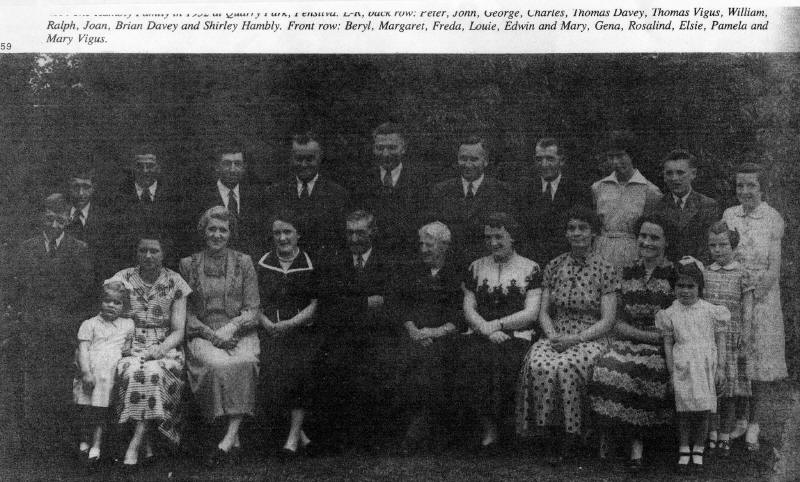 Hambly Family in 1952 at Quarry Park, Pensilva. L-R, back row: Peter, John, George, Charles, Thomas Davey, Thomas Vigus, William,
Ralph, Joan, Brian Davey and Shirley Hambly. Front row: Beryl, Margaret, Freda, Louie, Edwin and Mary, Gena, Rosalind, Elsie, Pamela and
59
Mary Vigus.